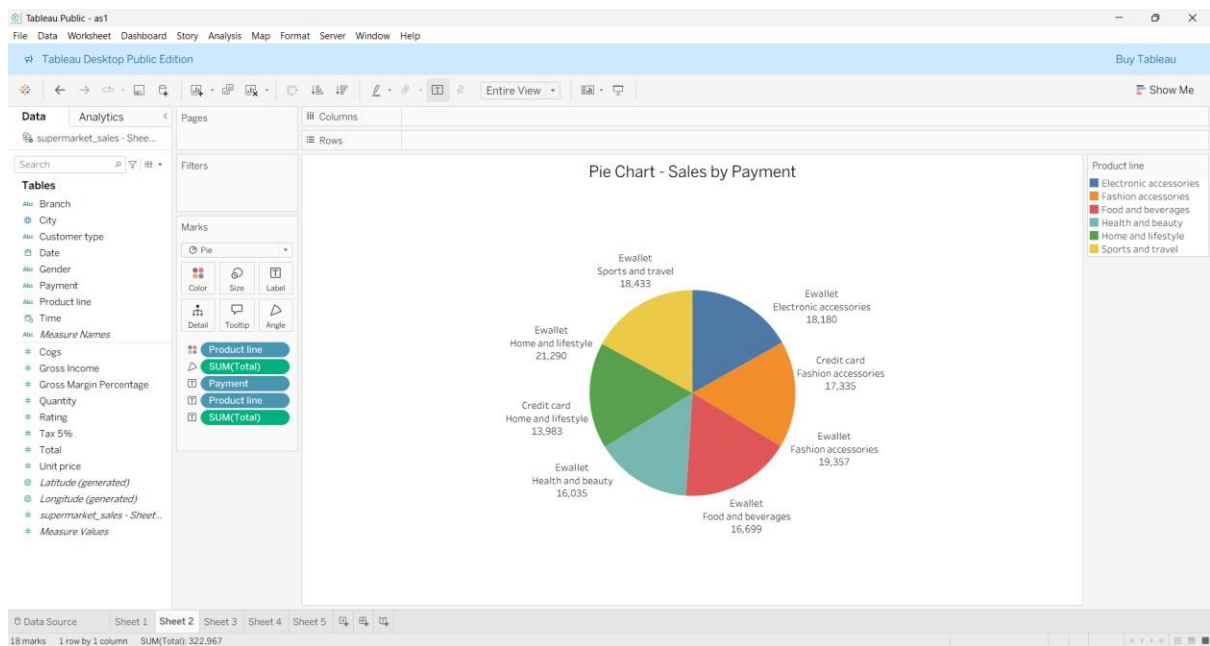 Tableau Public - as1
File Data Worksheet Dashboard Story Analysis Map Format Server Window Help
Tableau Desktop Public Edition
Buy Tableau
Entire View
Show Me
Data Analytics
supermarket_sales - Shee...
Search
Tables
Abc Branch
City
Abc Customer type
Date
Abc Gender
Abc Payment
Abc Product line
Time
Abc Measure Names
# Cogs
# Gross Income
# Gross Margin Percentage
# Quantity
# Rating
# Tax 5%
# Total
# Unit price
Latitude (generated)
Longitude (generated)
# supermarket_sales - Sheet...
# Measure Values
Pages
Filters
Marks
Pie
Color Size Label
Detail Tooltip Angle
Product line
SUM(Total)
Payment
Product line
SUM(Total)
Columns
Rows
Pie Chart - Sales by Payment
Ewallet
Sports and travel
18,433
Ewallet
Electronic accessories
18,180
Ewallet
Home and lifestyle
21,290
Credit card
Fashion accessories
17,335
Credit card
Home and lifestyle
13,983
Ewallet
Fashion accessories
19,357
Ewallet
Health and beauty
16,035
Ewallet
Food and beverages
16,699
Product line
Electronic accessories
Fashion accessories
Food and beverages
Health and beauty
Home and lifestyle
Sports and travel
Data Source Sheet 1 Sheet 2 Sheet 3 Sheet 4 Sheet 5
18 marks 1 row by 1 column SUM(Total): 322,967